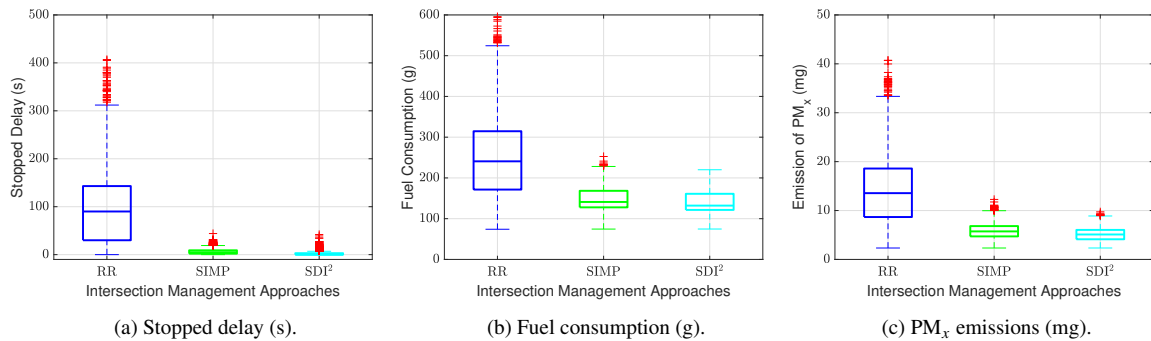 500
400
300
200
100
0
Stopped Delay (s)
RR SIMP SDI²
Intersection Management Approaches
(a) Stopped delay (s).
600
500
400
300
200
100
0
Fuel Consumption (g)
RR SIMP SDI²
Intersection Management Approaches
(b) Fuel consumption (g).
50
40
30
20
10
0
Emission of PMₓ (mg)
RR SIMP SDI²
Intersection Management Approaches
(c) PMₓ emissions (mg).